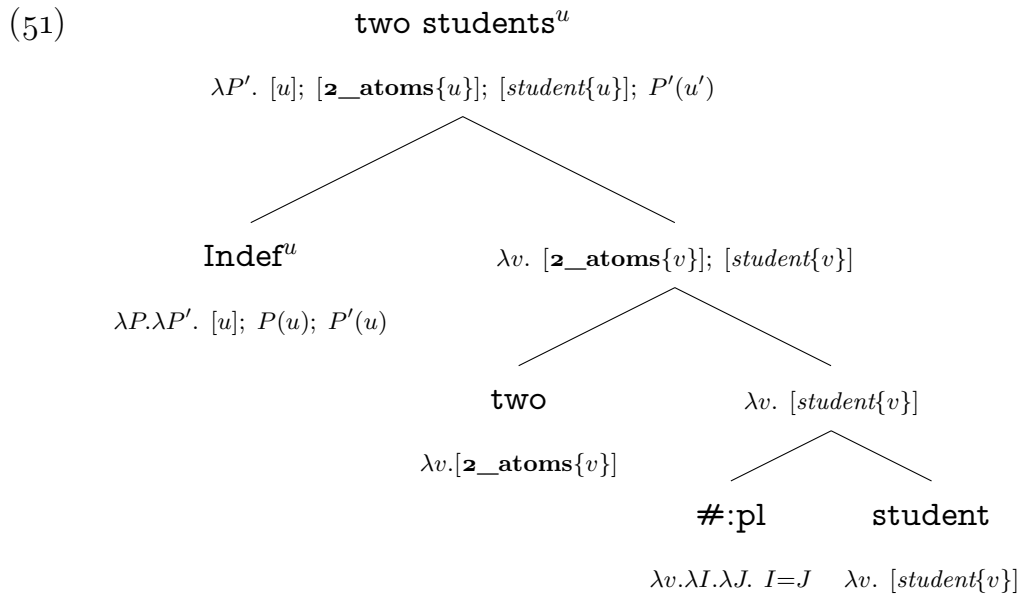 (51)
two students^u
λP′. [u]; [2_atoms{u}]; [student{u}]; P′(u′)
Indef^u
λv. [2_atoms{v}]; [student{v}]
λP.λP′. [u]; P(u); P′(u)
two
λv. [student{v}]
λv.[2_atoms{v}]
#:pl student
λv.λI.λJ. I=J λv. [student{v}]